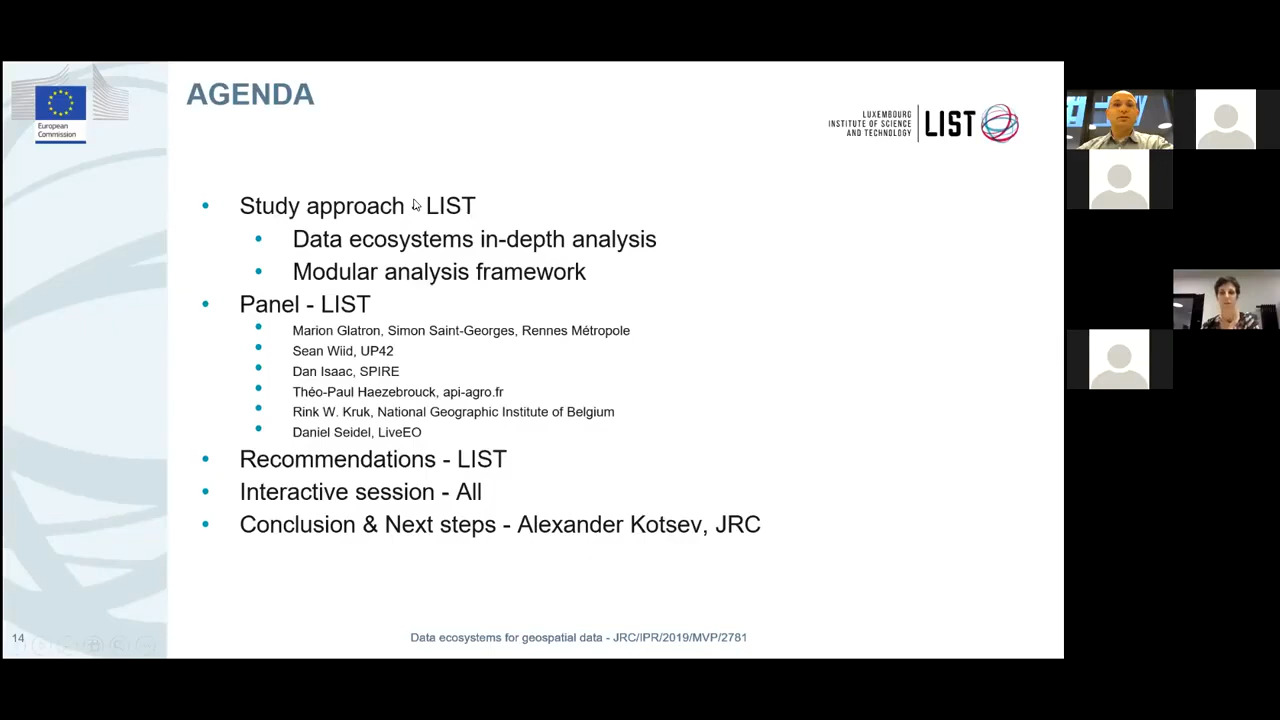 AGENDA
European
Commission
LUXEMBOURG
INSTITUTE OF SCIENCE
AND TECHNOLOGY
LIST
• Study approach - LIST
• Data ecosystems in-depth analysis
• Modular analysis framework
• Panel - LIST
• Marion Glatron, Simon Saint-Georges, Rennes Métropole
• Sean Wiid, UP42
• Dan Isaac, SPIRE
• Théo-Paul Haezebrouck, api-agro.fr
• Rink W. Kruk, National Geographic Institute of Belgium
• Daniel Seidel, LiveEO
• Recommendations - LIST
• Interactive session - All
• Conclusion & Next steps - Alexander Kotsev, JRC
14
Data ecosystems for geospatial data - JRC/IPR/2019/MVP/2781